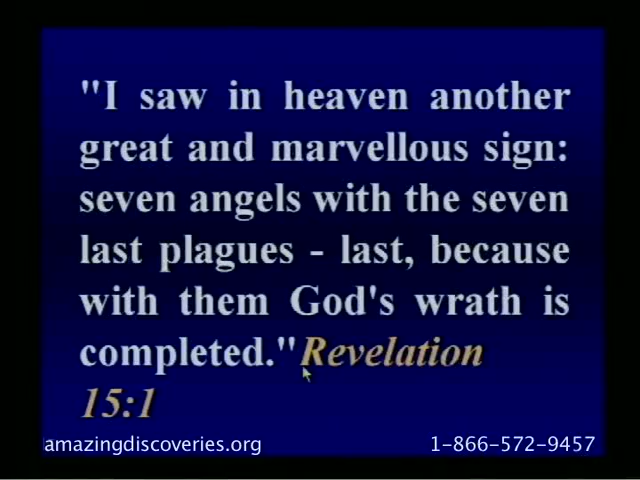 "I saw in heaven another
great and marvellous sign:
seven angels with the seven
last plagues - last, because
with them God's wrath is
completed."Revelation
15:1
amazingdiscoveries.org
1-866-572-9457